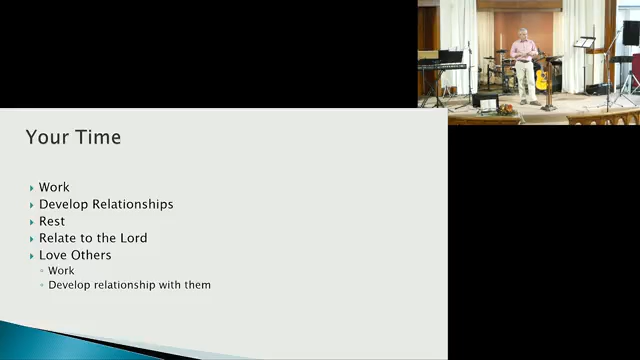 Your Time
Work
Develop Relationships
Rest
Relate to the Lord
Love Others
Work
Develop relationship with them